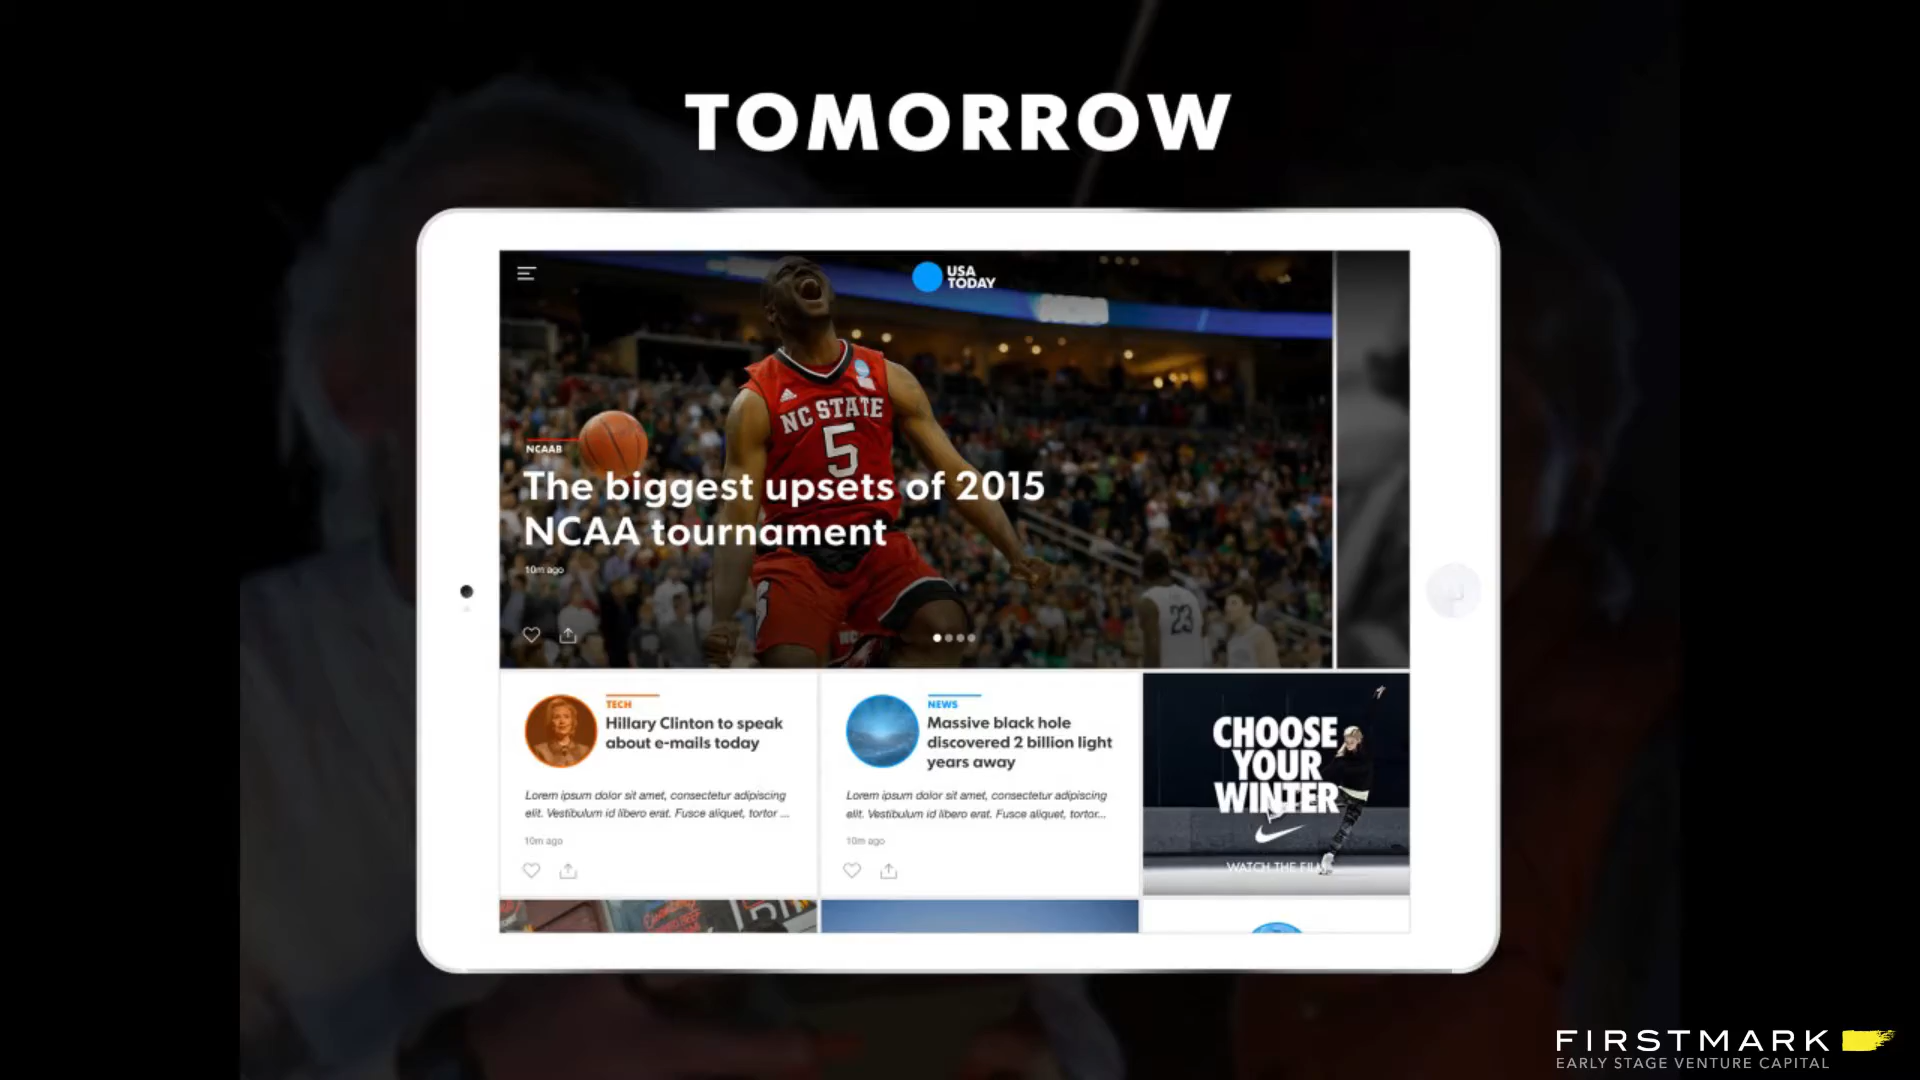 TOMORROW
USA
TODAY
NC STATE
5
NCAAB
The biggest upsets of 2015
NCAA tournament
10m ago
23
TECH
Hillary Clinton to speak
about e-mails today
Lorem ipsum dolor sit amet, consectetur adipiscing
elit. Vestibulum id libero erat. Fusce aliquet, tortor ...
10m ago
NEWS
Massive black hole
discovered 2 billion light
years away
Lorem ipsum dolor sit amet, consectetur adipiscing
elit. Vestibulum id libero erat. Fusce aliquet, tortor...
10m ago
CHOOSE
YOUR
WINTER
WATCH THE FILM
FIRSTMARK
EARLY STAGE VENTURE CAPITAL